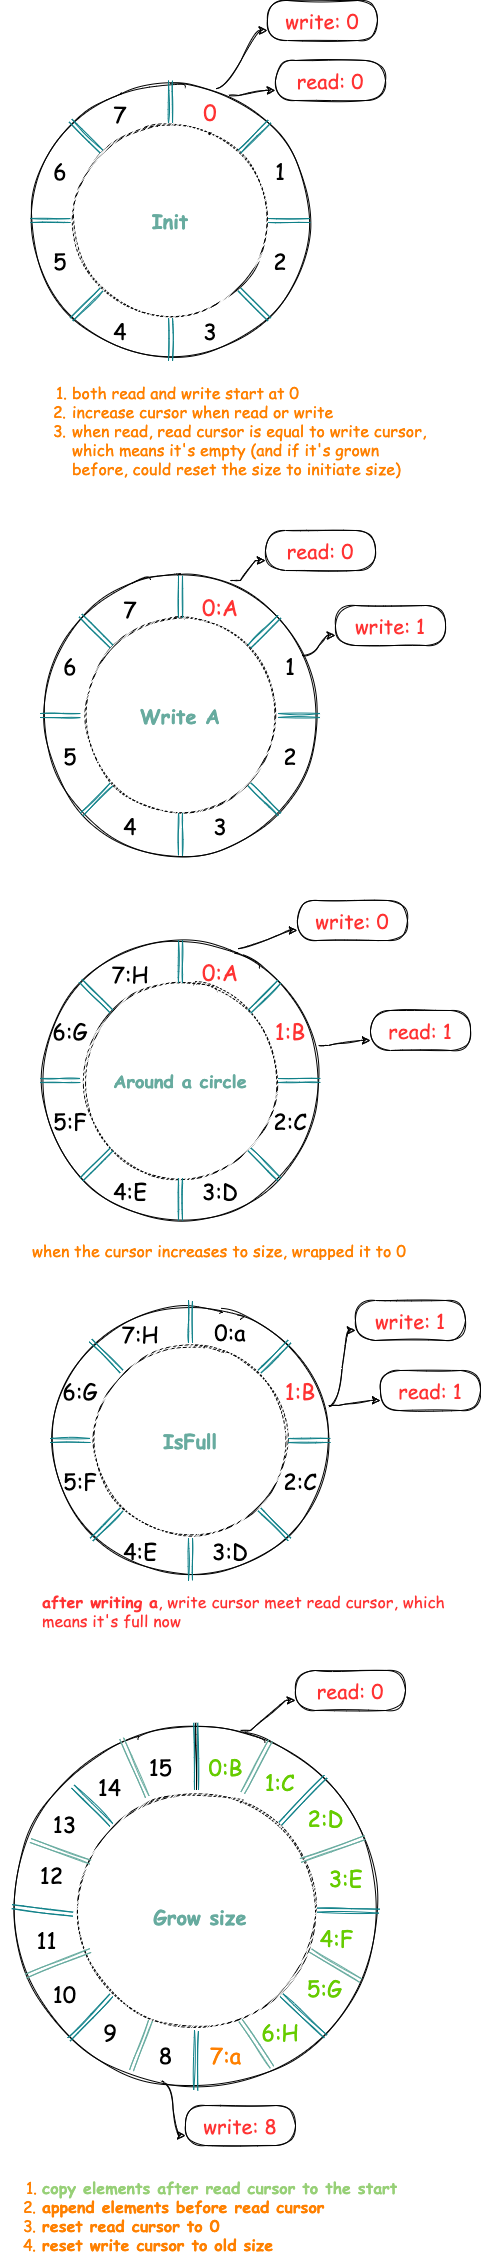 write: 0
read: 0
7
0
6
1
Init
5
2
4
3
1. both read and write start at 0
2. increase cursor when read or write
3. when read, read cursor is equal to write cursor,
which means it's empty (and if it's grown
before, could reset the size to initiate size)
read: 0
7
0:A
write: 1
6
1
Write A
5
2
4
3
write: 0
7:H
0:A
6:G
1:B
read: 1
Around a circle
5:F
2:C
4:E
3:D
when the cursor increases to size, wrapped it to 0
write: 1
7:H
0:a
6:G
1:B
read: 1
IsFull
5:F
2:C
4:E
3:D
after writing a, write cursor meet read cursor, which
means it's full now
read: 0
15
0:B
14
1:C
13
2:D
12
3:E
Grow size
11
4:F
10
5:G
9
6:H
8
7:a
write: 8
1. copy elements after read cursor to the start
2. append elements before read cursor
3. reset read cursor to 0
4. reset write cursor to old size